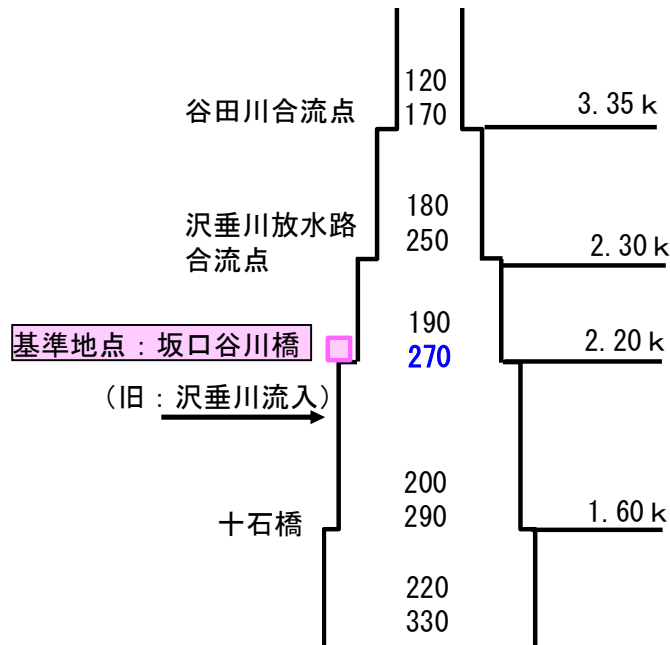 120
谷田川合流点
170
3.35ｋ
沢垂川放水路
合流点
180
250
2.30ｋ
190
270
基準地点：坂口谷川橋
2.20ｋ
（旧：沢垂川流入）
200
290
十石橋
1.60ｋ
220
330